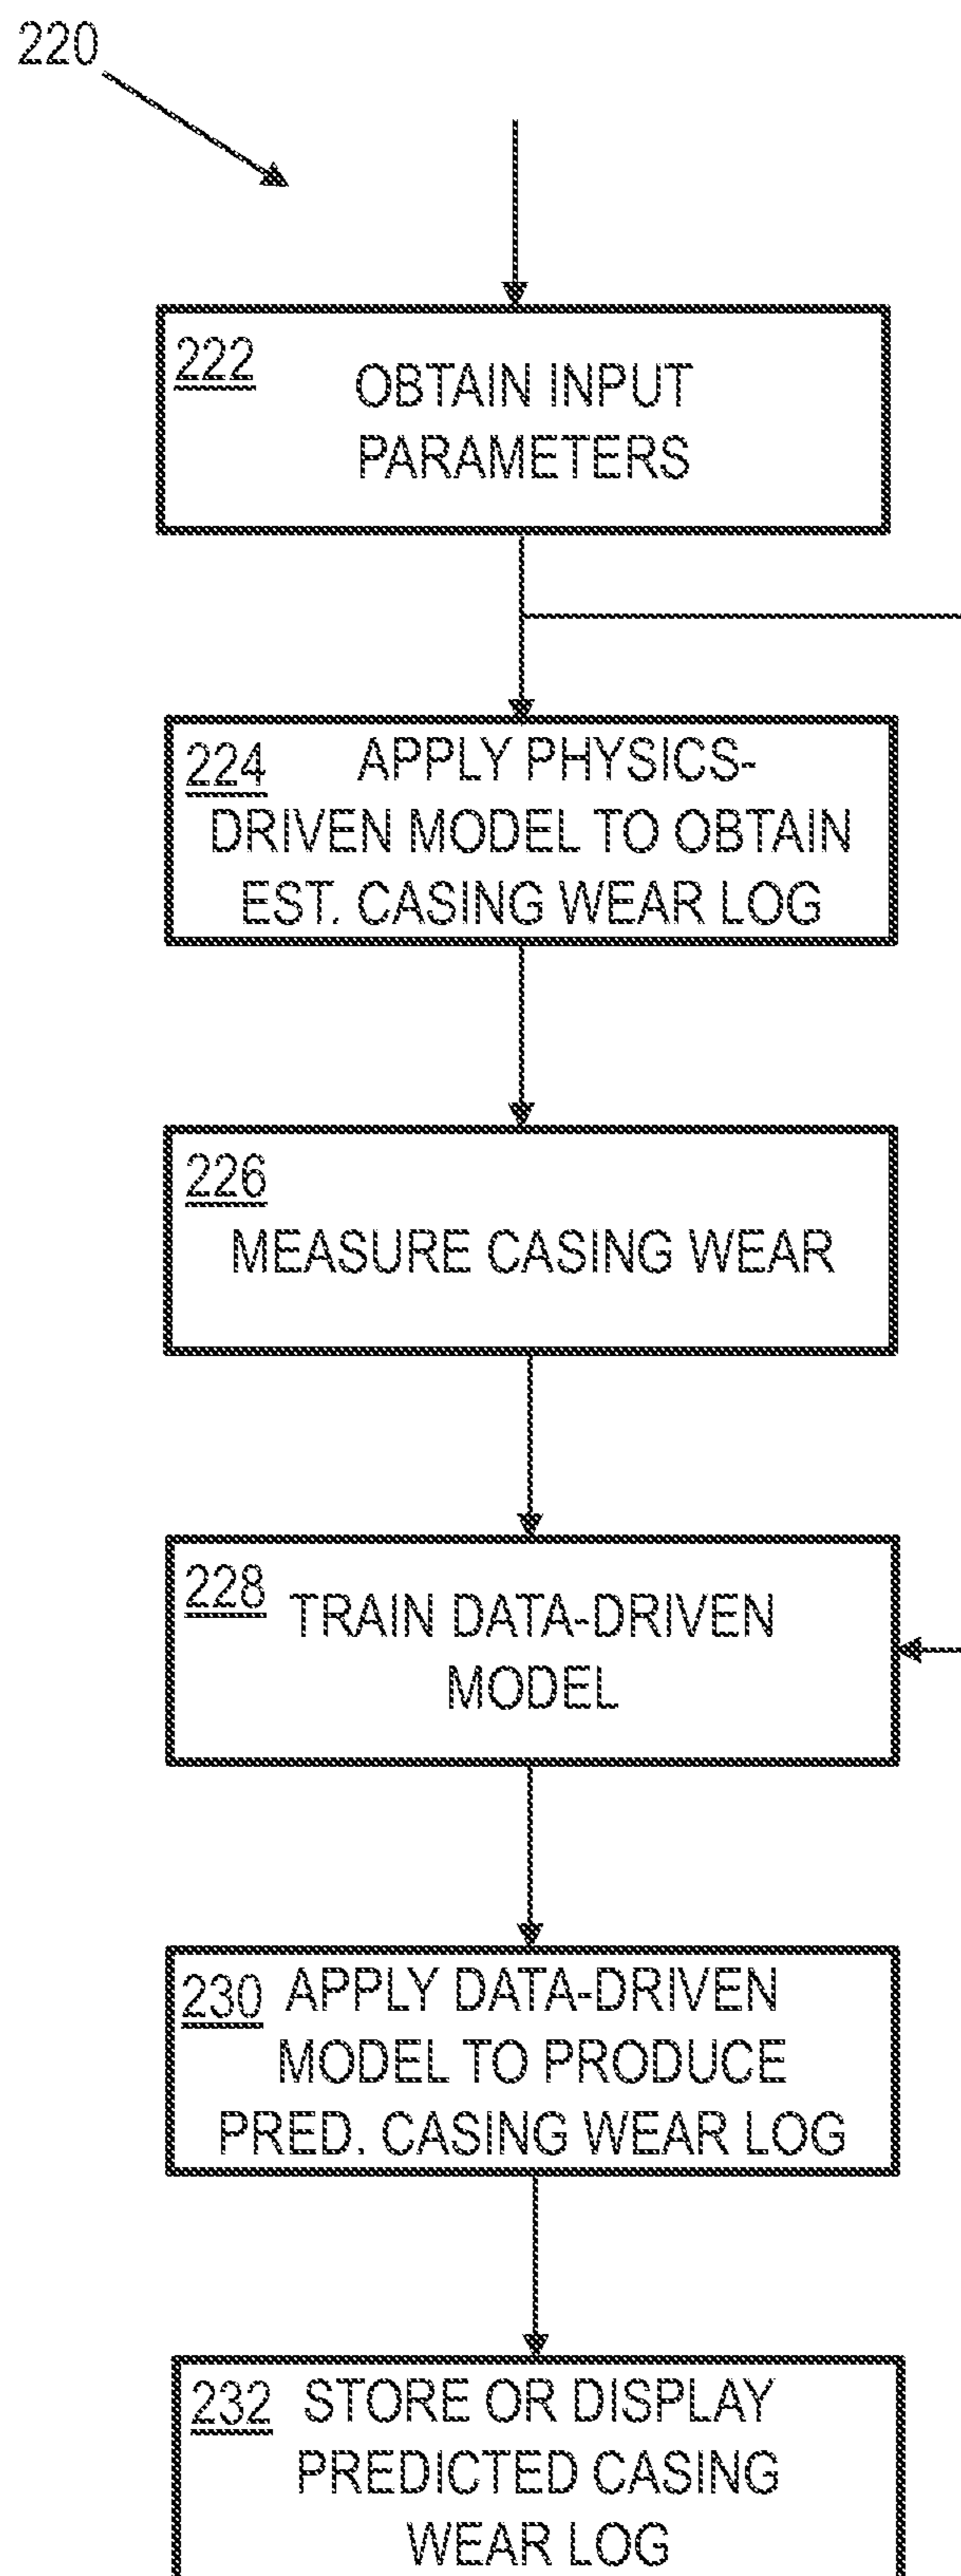 220
222
OBTAIN INPUT
PARAMETERS
224 APPLY PHYSICS-
DRIVEN MODEL TO OBTAIN
EST. CASING WEAR LOG
226
MEASURE CASING WEAR
228 TRAIN DATA-DRIVEN
MODEL
230 APPLY DATA-DRIVEN
MODEL TO PRODUCE
PRED. CASING WEAR LOG
232 STORE OR DISPLAY
PREDICTED CASING
WEAR LOG